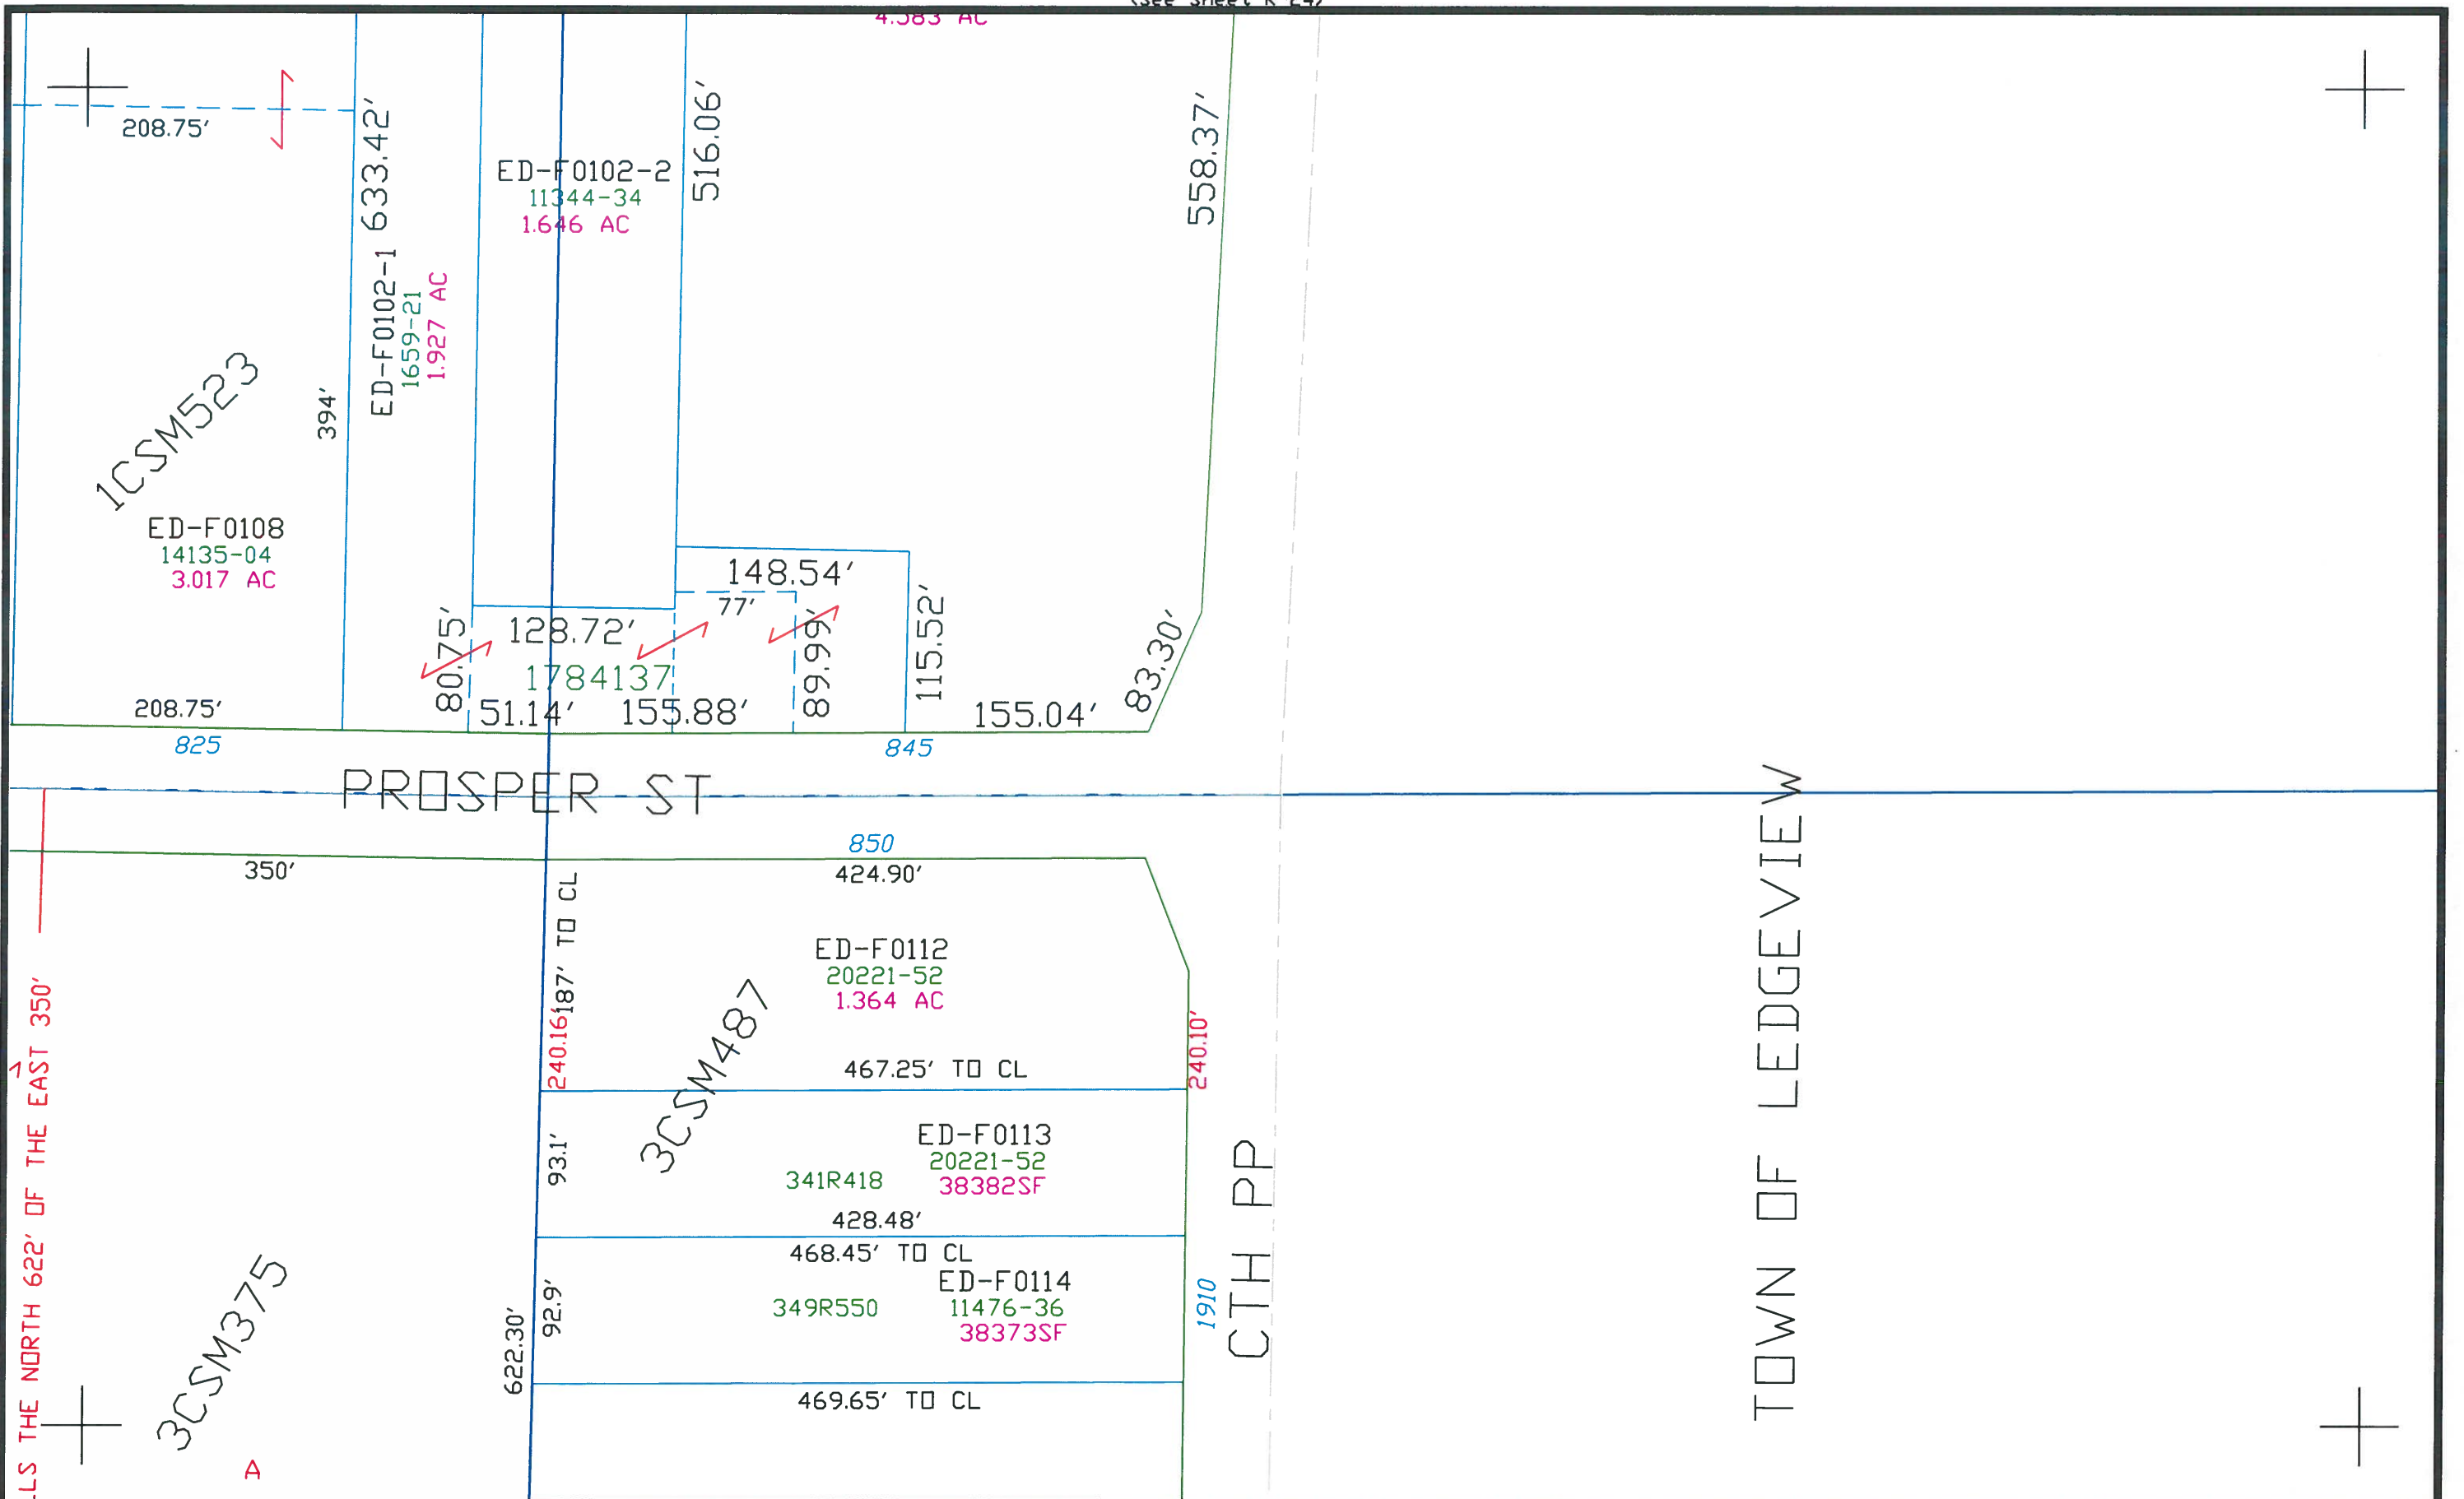 4.583 AC
208.75'
633.42'
ED-F0102-1
1659-21
1.927 AC
ED-F0102-2
11344-34
1.646 AC
516.06'
558.37'
1CSM523
394'
ED-F0108
14135-04
3.017 AC
148.54'
77'
80.75'
128.72'
89.99'
115.52'
83.30'
1784137
208.75'
51.14'
155.88'
155.04'
825
845
PROSPER ST
850
350'
424.90'
187' TO CL
240.16'
ED-F0112
20221-52
1.364 AC
240.10'
467.25' TO CL
3CSM487
93.1'
ED-F0113
20221-52
341R418
38382SF
428.48'
468.45' TO CL
ED-F0114
349R550
11476-36
38373SF
92.9'
622.30'
469.65' TO CL
1910
CTH PP
TOWN OF LEDGEVIEW
THE NORTH 622' OF THE EAST 350'
3CSM375
A